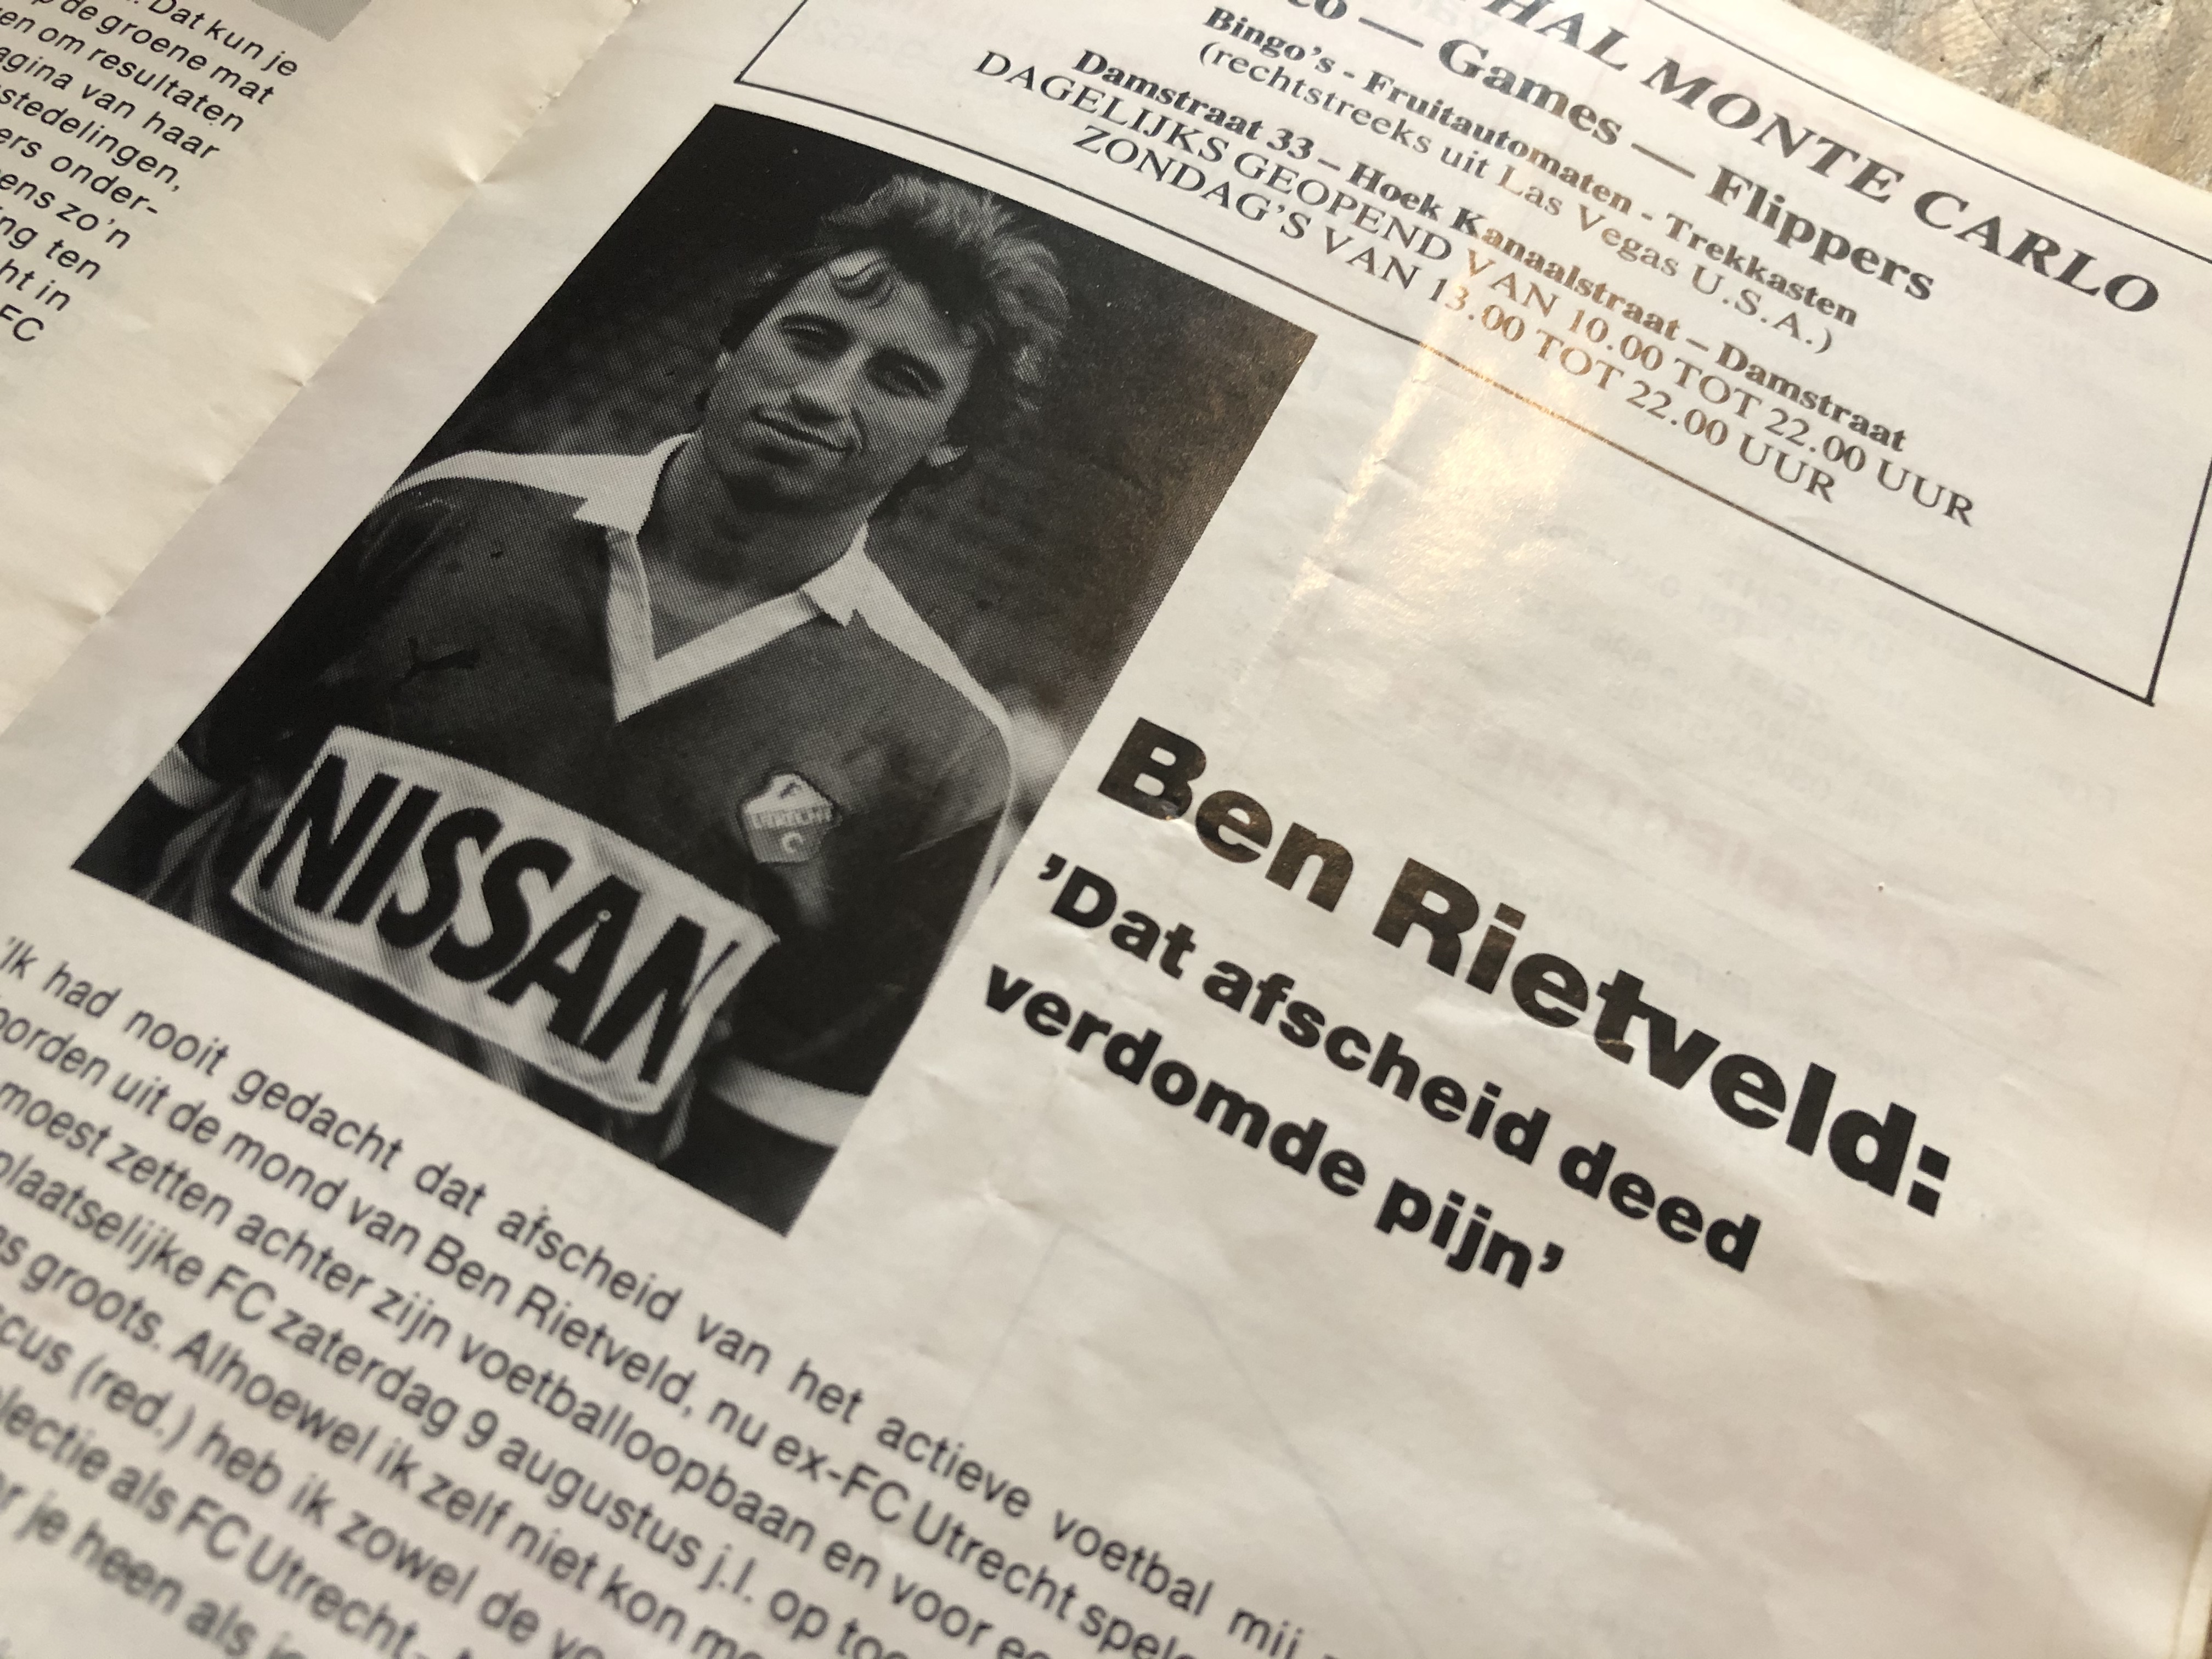 Dat kun je
de groene mat
en om resultaten
agina van haar
stedelingen,
ers onder-
ens zo'n
ng ten
ht in
FC
HAL MONTE CARLO
co — Games — Flippers
Bingo's - Fruitautomaten - Trekkasten
(rechtstreeks uit Las Vegas U.S.A.)
Damstraat 33 – Hoek Kanaalstraat – Damstraat
DAGELIJKS GEOPEND VAN 10.00 TOT 22.00 UUR
ZONDAG'S VAN 13.00 TOT 22.00 UUR
UTRECHT
NISSAN
Ben Rietveld:
'Dat afscheid deed
verdomde pijn'
'Ik had nooit gedacht dat afscheid van het actieve voetbal mij
oorden uit de mond van Ben Rietveld, nu ex-FC Utrecht spel
moest zetten achter zijn voetballoopbaan en voor
plaatselijke FC zaterdag 9 augustus j.l. op
s groots. Alhoewel ik zelf niet kon
cus (red.) heb ik zowel de
lectie als FC Utrecht
r je heen als